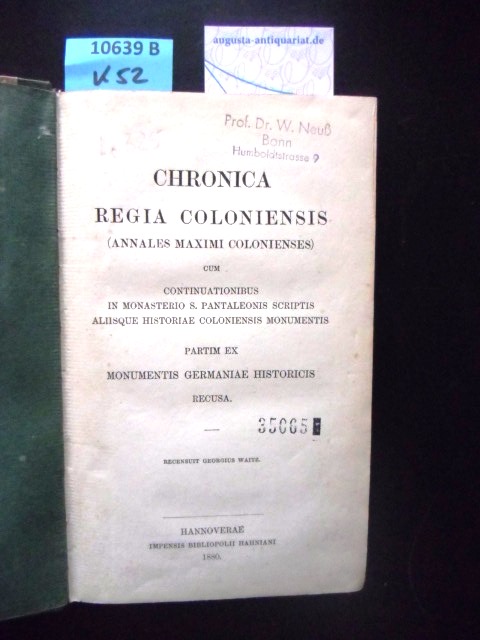 10639 B
K52
augusta-antiquariat.de
Prof. Dr. W. Neuß
Bonn
Humboldtstrasse 9
CHRONICA
REGIA COLONIENSIS
(ANNALES MAXIMI COLONIENSES)
CUM
CONTINUATIONIBUS
IN MONASTERIO S. PANTALEONIS SCRIPTIS
ALIISQUE HISTORIAE COLONIENSIS MONUMENTIS
PARTIM EX
MONUMENTIS GERMANIAE HISTORICIS
RECUSA.
35065
RECENSUIT GEORGIUS WAITZ.
HANNOVERAE
IMPENSIS BIBLIOPOLII HAHNIANI
1880.